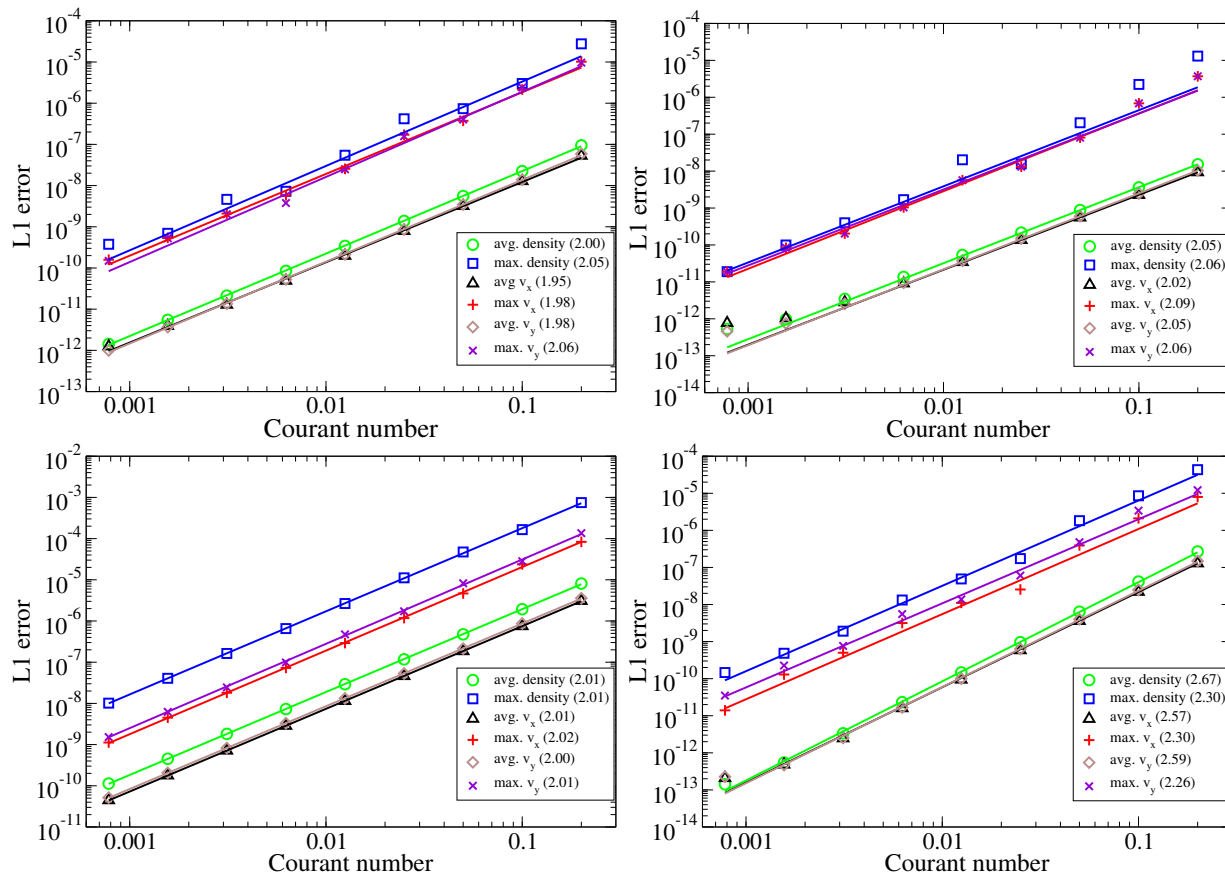 10^-4
10^-5
10^-6
10^-7
10^-8
10^-9
10^-10
10^-11
10^-12
10^-13
L1 error
0.001
0.01
0.1
Courant number
avg. density (2.00)
max. density (2.05)
avg v_x (1.95)
max v_x (1.98)
avg. v_y (1.98)
max. v_y (2.06)
10^-4
10^-5
10^-6
10^-7
10^-8
10^-9
10^-10
10^-11
10^-12
10^-13
10^-14
L1 error
0.001
0.01
0.1
Courant number
avg. density (2.05)
max, density (2.06)
avg. v_x (2.02)
max. v_x (2.09)
avg. v_y (2.05)
max v_y (2.06)
10^-2
10^-3
10^-4
10^-5
10^-6
10^-7
10^-8
10^-9
10^-10
10^-11
L1 error
0.001
0.01
0.1
Courant number
avg. density (2.01)
max. density (2.01)
avg. v_x (2.01)
max. v_x (2.02)
avg. v_y (2.00)
max. v_y (2.01)
10^-4
10^-5
10^-6
10^-7
10^-8
10^-9
10^-10
10^-11
10^-12
10^-13
10^-14
L1 error
0.001
0.01
0.1
Courant number
avg. density (2.67)
max. density (2.30)
avg. v_x (2.57)
max. v_x (2.30)
avg. v_y (2.59)
max. v_y (2.26)